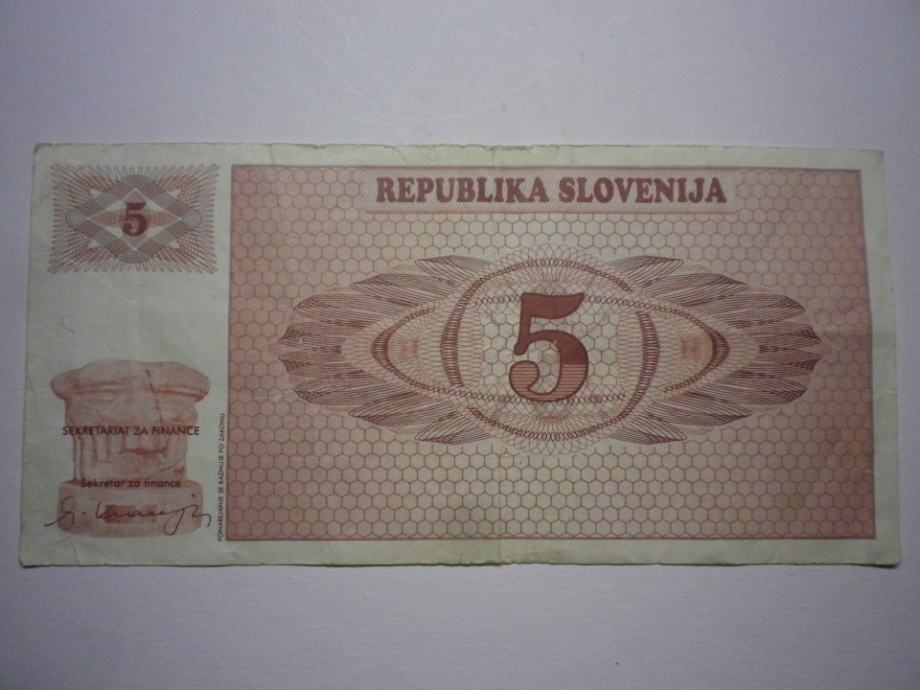 5
REPUBLIKA SLOVENIJA
5
SEKRETARIAT ZA FINANCE
Sekretar za finance
PONAREJANJE SE KAZNUJE PO ZAKONU